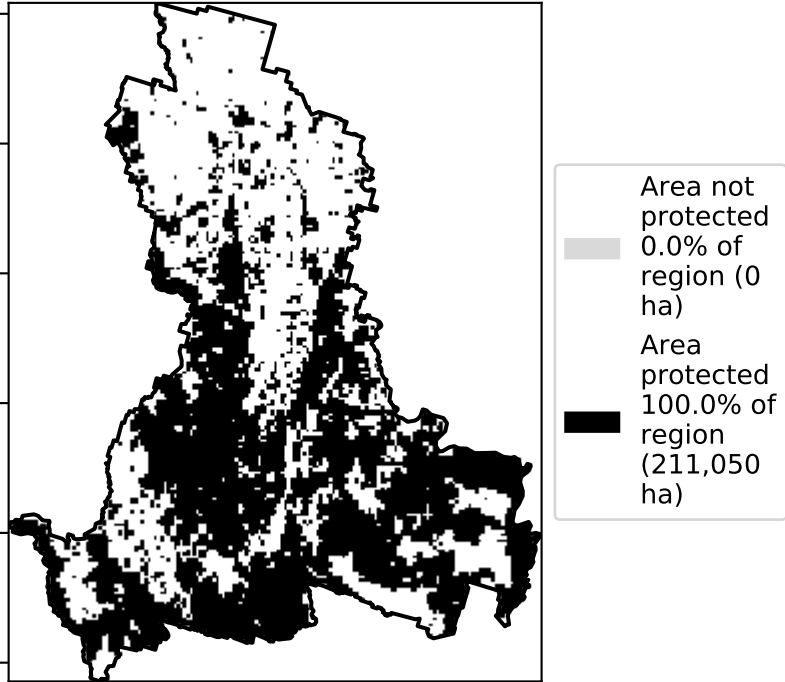 Area not
protected
0.0% of
region (0
ha)
Area
protected
100.0% of
region
(211,050
ha)